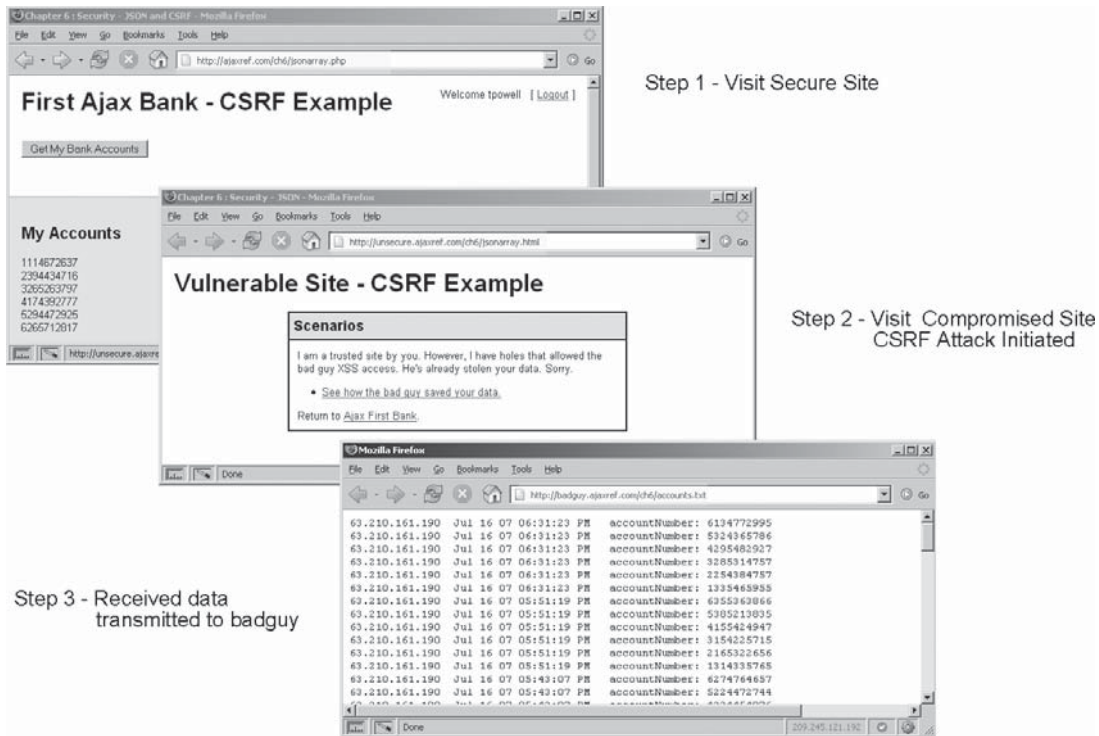 Chapter 6 : Security - JSON and CSRF - Mozilla Firefox
File Edit View Go Bookmarks Tools Help
http://ajaxref.com/ch6/jsonarray.php
Go
First Ajax Bank - CSRF Example
Welcome tpowell [ Logout ]
Get My Bank Accounts
My Accounts
1114672637
2394434716
3265263797
4174392777
5294472925
6265712817
http://unsecure.ajaxre
Step 1 - Visit Secure Site
Chapter 6 : Security - JSON - Mozilla Firefox
File Edit View Go Bookmarks Tools Help
http://unsecure.ajaxref.com/ch6/jsonarray.html
Go
Vulnerable Site - CSRF Example
Scenarios
I am a trusted site by you. However, I have holes that allowed the
bad guy XSS access. He's already stolen your data. Sorry.
• See how the bad guy saved your data.
Return to Ajax First Bank.
Done
Step 2 - Visit Compromised Site
CSRF Attack Initiated
Mozilla Firefox
File Edit View Go Bookmarks Tools Help
http://badguy.ajaxref.com/ch6/accounts.txt
Go
63.210.161.190 Jul 16 07 06:31:23 PM accountNumber: 6134772995
63.210.161.190 Jul 16 07 06:31:23 PM accountNumber: 5324365786
63.210.161.190 Jul 16 07 06:31:23 PM accountNumber: 4295482927
63.210.161.190 Jul 16 07 06:31:23 PM accountNumber: 3285314757
63.210.161.190 Jul 16 07 06:31:23 PM accountNumber: 2254384757
63.210.161.190 Jul 16 07 06:31:23 PM accountNumber: 1335465955
63.210.161.190 Jul 16 07 05:51:19 PM accountNumber: 6355363866
63.210.161.190 Jul 16 07 05:51:19 PM accountNumber: 5385213835
63.210.161.190 Jul 16 07 05:51:19 PM accountNumber: 4155424947
63.210.161.190 Jul 16 07 05:51:19 PM accountNumber: 3154225715
63.210.161.190 Jul 16 07 05:51:19 PM accountNumber: 2165322656
63.210.161.190 Jul 16 07 05:51:19 PM accountNumber: 1314335765
63.210.161.190 Jul 16 07 05:43:07 PM accountNumber: 6274764657
63.210.161.190 Jul 16 07 05:43:07 PM accountNumber: 5224472744
Done
209.245.121.192
Step 3 - Received data
transmitted to badguy